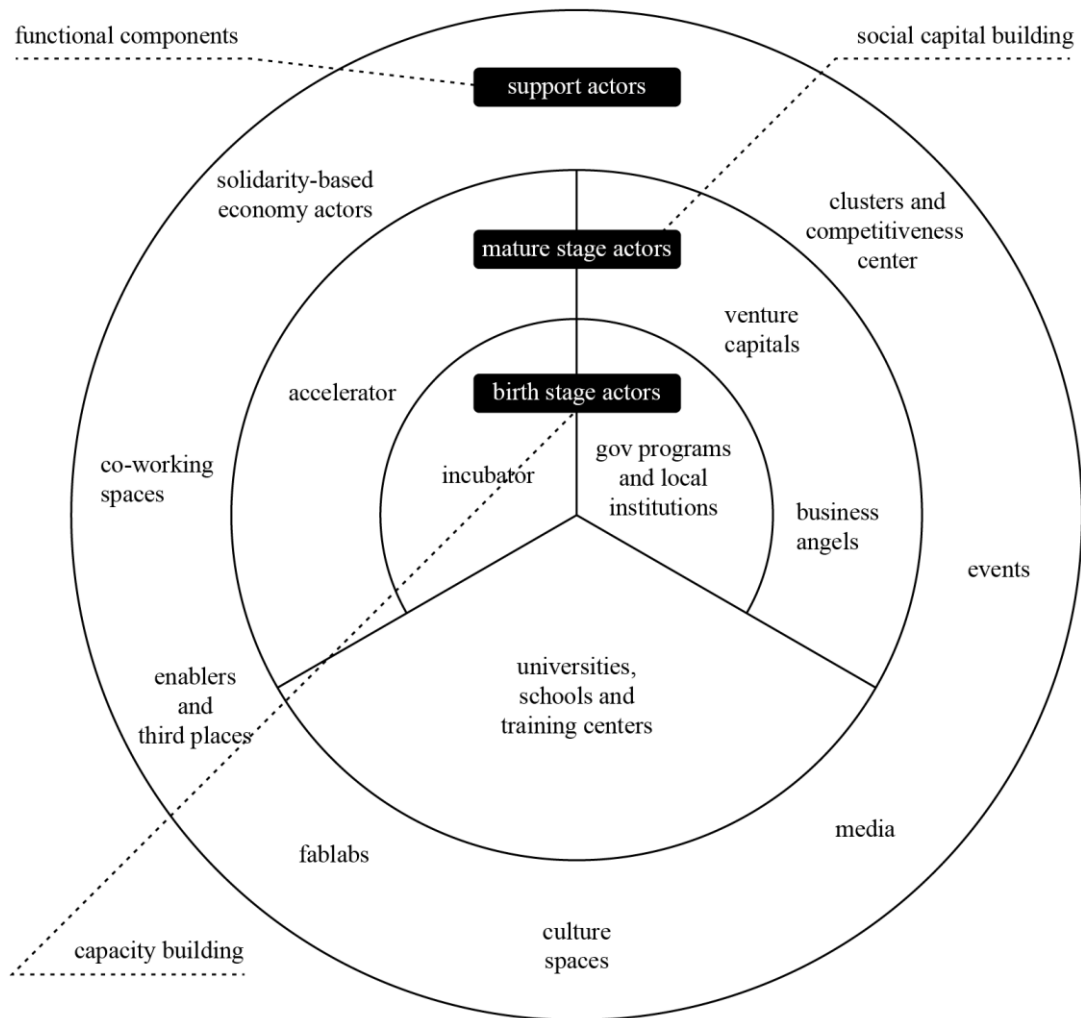 functional components
social capital building
support actors
solidarity-based
economy actors
clusters and
competitiveness
center
mature stage actors
venture
capitals
accelerator
birth stage actors
co-working
spaces
incubator
gov programs
and local
institutions
business
angels
events
enablers
and
third places
universities,
schools and
training centers
media
fablabs
culture
spaces
capacity building